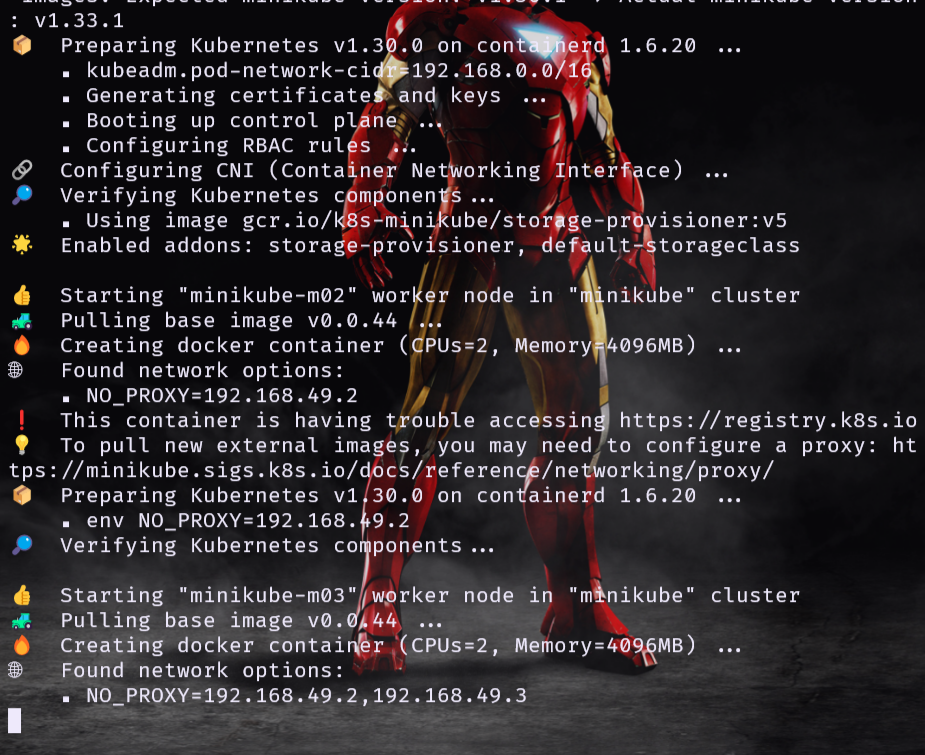 : v1.33.1
📦  Preparing Kubernetes v1.30.0 on containerd 1.6.20 ...
▪ kubeadm.pod-network-cidr=192.168.0.0/16
▪ Generating certificates and keys ...
▪ Booting up control plane ...
▪ Configuring RBAC rules ...
🔗  Configuring CNI (Container Networking Interface) ...
🔎  Verifying Kubernetes components...
▪ Using image gcr.io/k8s-minikube/storage-provisioner:v5
🌟  Enabled addons: storage-provisioner, default-storageclass
👍  Starting "minikube-m02" worker node in "minikube" cluster
🚜  Pulling base image v0.0.44 ...
🔥  Creating docker container (CPUs=2, Memory=4096MB) ...
🌐  Found network options:
▪ NO_PROXY=192.168.49.2
❗  This container is having trouble accessing https://registry.k8s.io
💡  To pull new external images, you may need to configure a proxy: ht
tps://minikube.sigs.k8s.io/docs/reference/networking/proxy/
📦  Preparing Kubernetes v1.30.0 on containerd 1.6.20 ...
▪ env NO_PROXY=192.168.49.2
🔎  Verifying Kubernetes components...
👍  Starting "minikube-m03" worker node in "minikube" cluster
🚜  Pulling base image v0.0.44 ...
🔥  Creating docker container (CPUs=2, Memory=4096MB) ...
🌐  Found network options:
▪ NO_PROXY=192.168.49.2,192.168.49.3